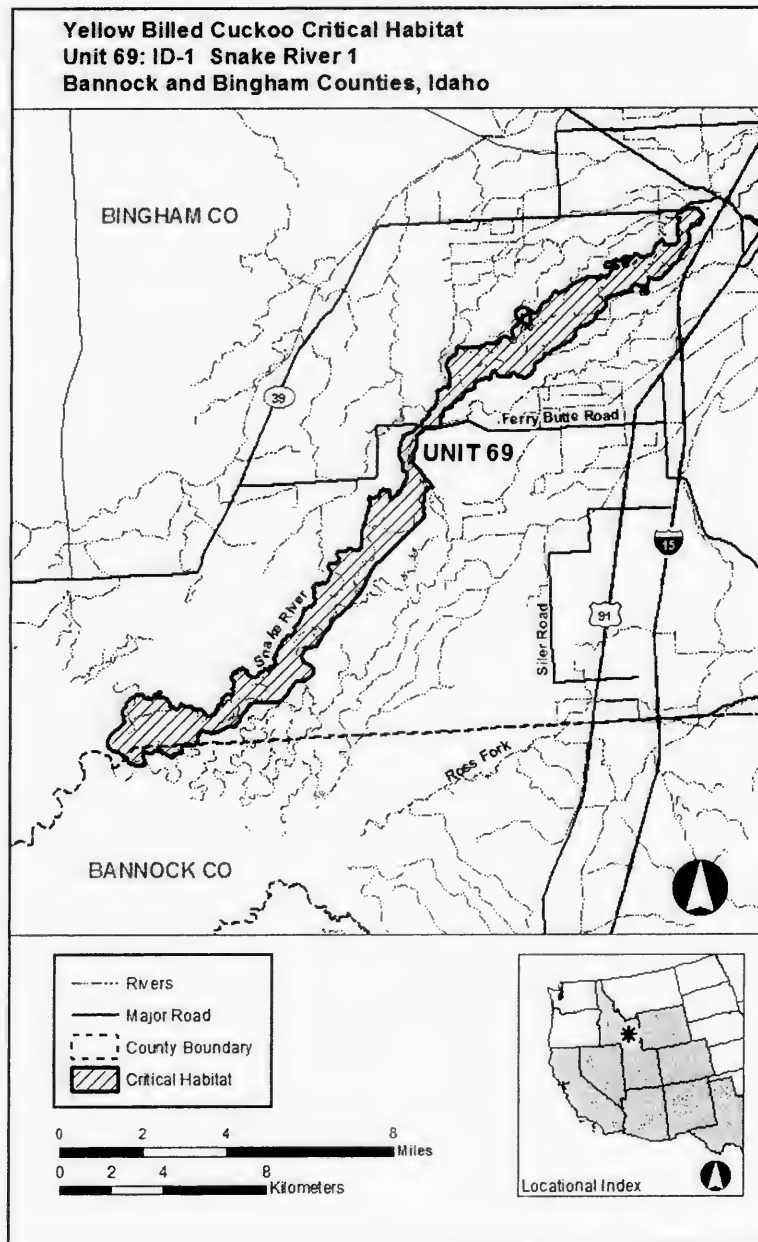 Yellow Billed Cuckoo Critical Habitat
Unit 69: ID-1 Snake River 1
Bannock and Bingham Counties, Idaho
BINGHAM CO
39
Ferry Butte Road
UNIT 69
15
Snake River
91
Siler Road
Ross Fork
BANNOCK CO
Rivers
Major Road
County Boundary
Critical Habitat
0 2 4 8
Miles
0 2 4 8
Kilometers
Locational Index